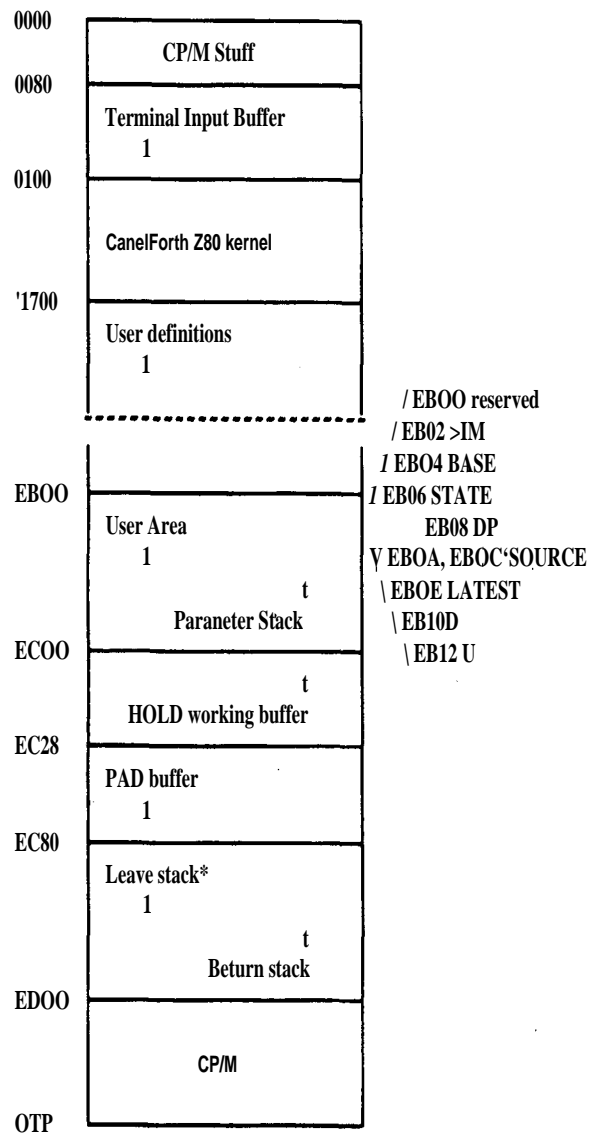 0000
CP/M Stuff
0080
Terminal Input Buffer
1
0100
CanelForth Z80 kernel
'1700
User definitions
1
/ EBOO reserved
/ EB02 >IM
1 EBO4 BASE
EBOO
1 EB06 STATE
User Area
EB08 DP
1
V EBOA, EBOC‘SOURCE
t
\ EBOE LATEST
Paraneter Stack
\ EB10D
ECOO
\ EB12 U
t
HOLD working buffer
EC28
PAD buffer
1
EC80
Leave stack*
1
t
Beturn stack
EDOO
CP/M
OTP